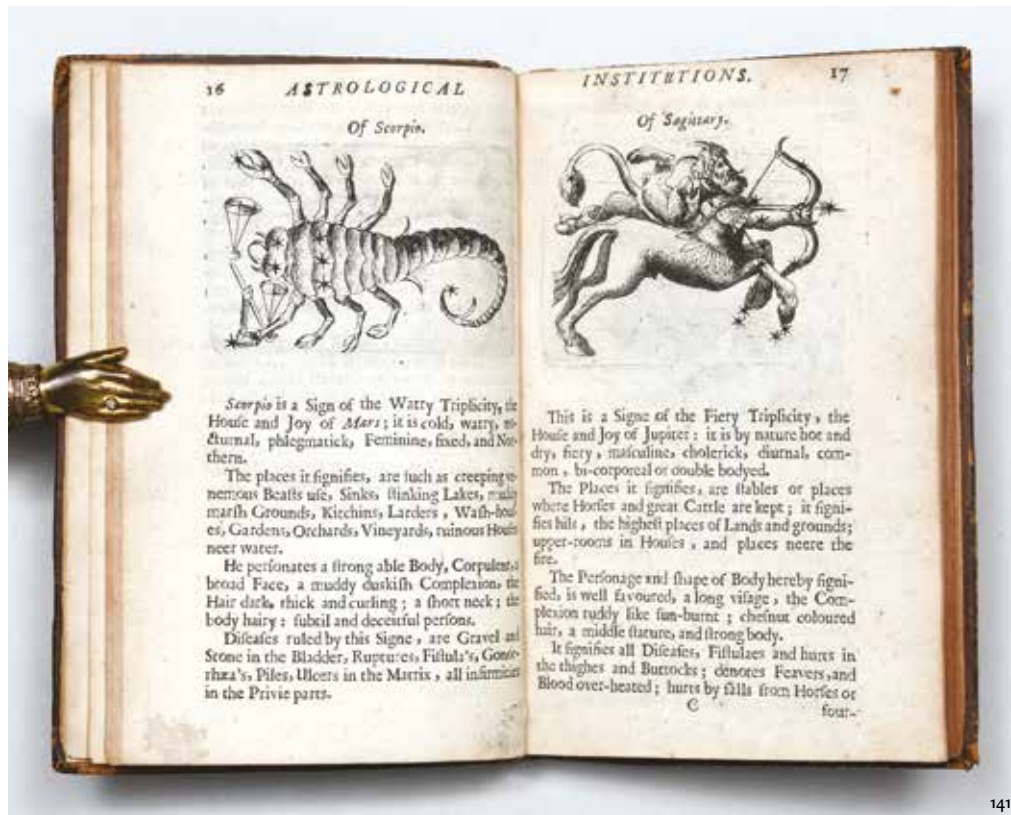 16 ASTROLOGICAL
Of Scorpio.
Scorpio is a Sign of the Watry Triplicity, the
Houſe and Joy of Mars; it is cold, watry, no-
cturnal, phlegmatick, Feminine, fixed, and Nor-
thern.
The places it ſignifies, are ſuch as creeping ve-
nemous Beaſts uſe, Sinks, ſtinking Lakes, muddy
marſh Grounds, Kitchins, Larders, Waſh-houſ-
es, Gardens, Orchards, Vineyards, ruinous Houſes
neer water.
He perſonates a ſtrong able Body, Corpulent, a
broad Face, a muddy duskiſh Complexion, the
Hair dark, thick and curling; a ſhort neck; the
body hairy: ſubtil and deceitful perſons.
Diſeaſes ruled by this Signe, are Gravel and
Stone in the Bladder, Ruptures, Fiſtula's, Gonor-
rhæa's, Piles, Ulcers in the Matrix, all infirmities
in the Privie parts.
INSTITUTIONS. 17
Of Sagittary.
This is a Signe of the Fiery Triplicity, the
Houſe and Joy of Jupiter: it is by nature hot and
dry, fiery, maſculine, cholerick, diurnal, com-
mon, bi-corporeal or double bodyed.
The Places it ſignifies, are ſtables or places
where Horſes and great Cattle are kept; it ſigni-
fies hils, the higheſt places of Lands and grounds;
upper-rooms in Houſes, and places neere the
fire.
The Perſonage and ſhape of Body hereby ſigni-
fied, is well favoured, a long viſage, the Com-
plexion ruddy like ſun-burnt; cheſnut coloured
hair, a middle ſtature, and ſtrong body.
It ſignifies all Diſeaſes, Fiſtulaes and hurts in
the thighes and Buttocks; denotes Feavers, and
Blood over-heated; hurts by falls from Horſes or
C four-
141